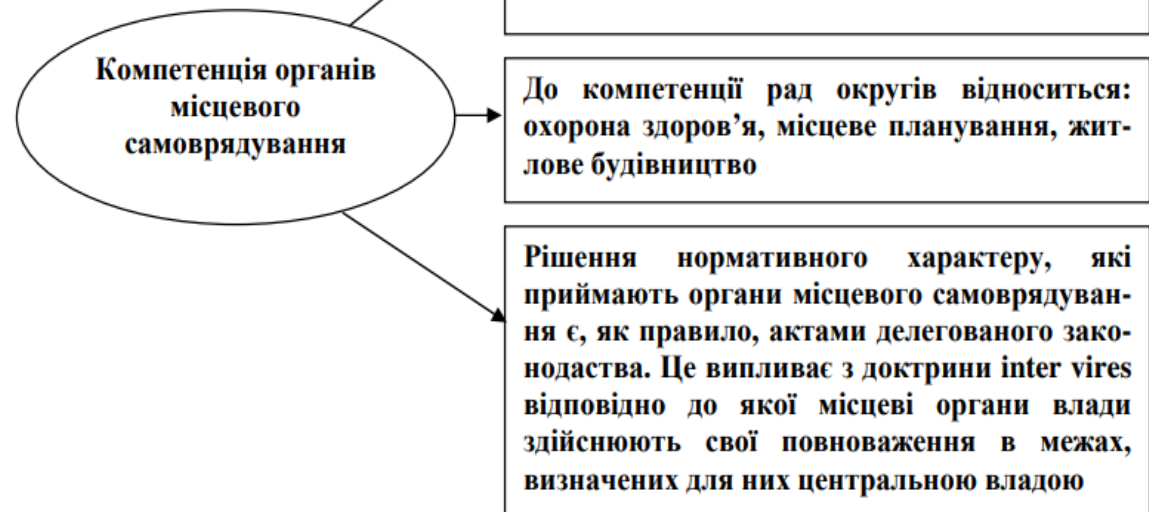 Компетенція органів
місцевого
самоврядування
До компетенції рад округів відноситься:
охорона здоров’я, місцеве планування, жит-
лове будівництво
Рішення нормативного характеру, які
приймають органи місцевого самоврядуван-
ня є, як правило, актами делегованого зако-
нодаства. Це випливає з доктрини inter vires
відповідно до якої місцеві органи влади
здійснюють свої повноваження в межах,
визначених для них центральною владою